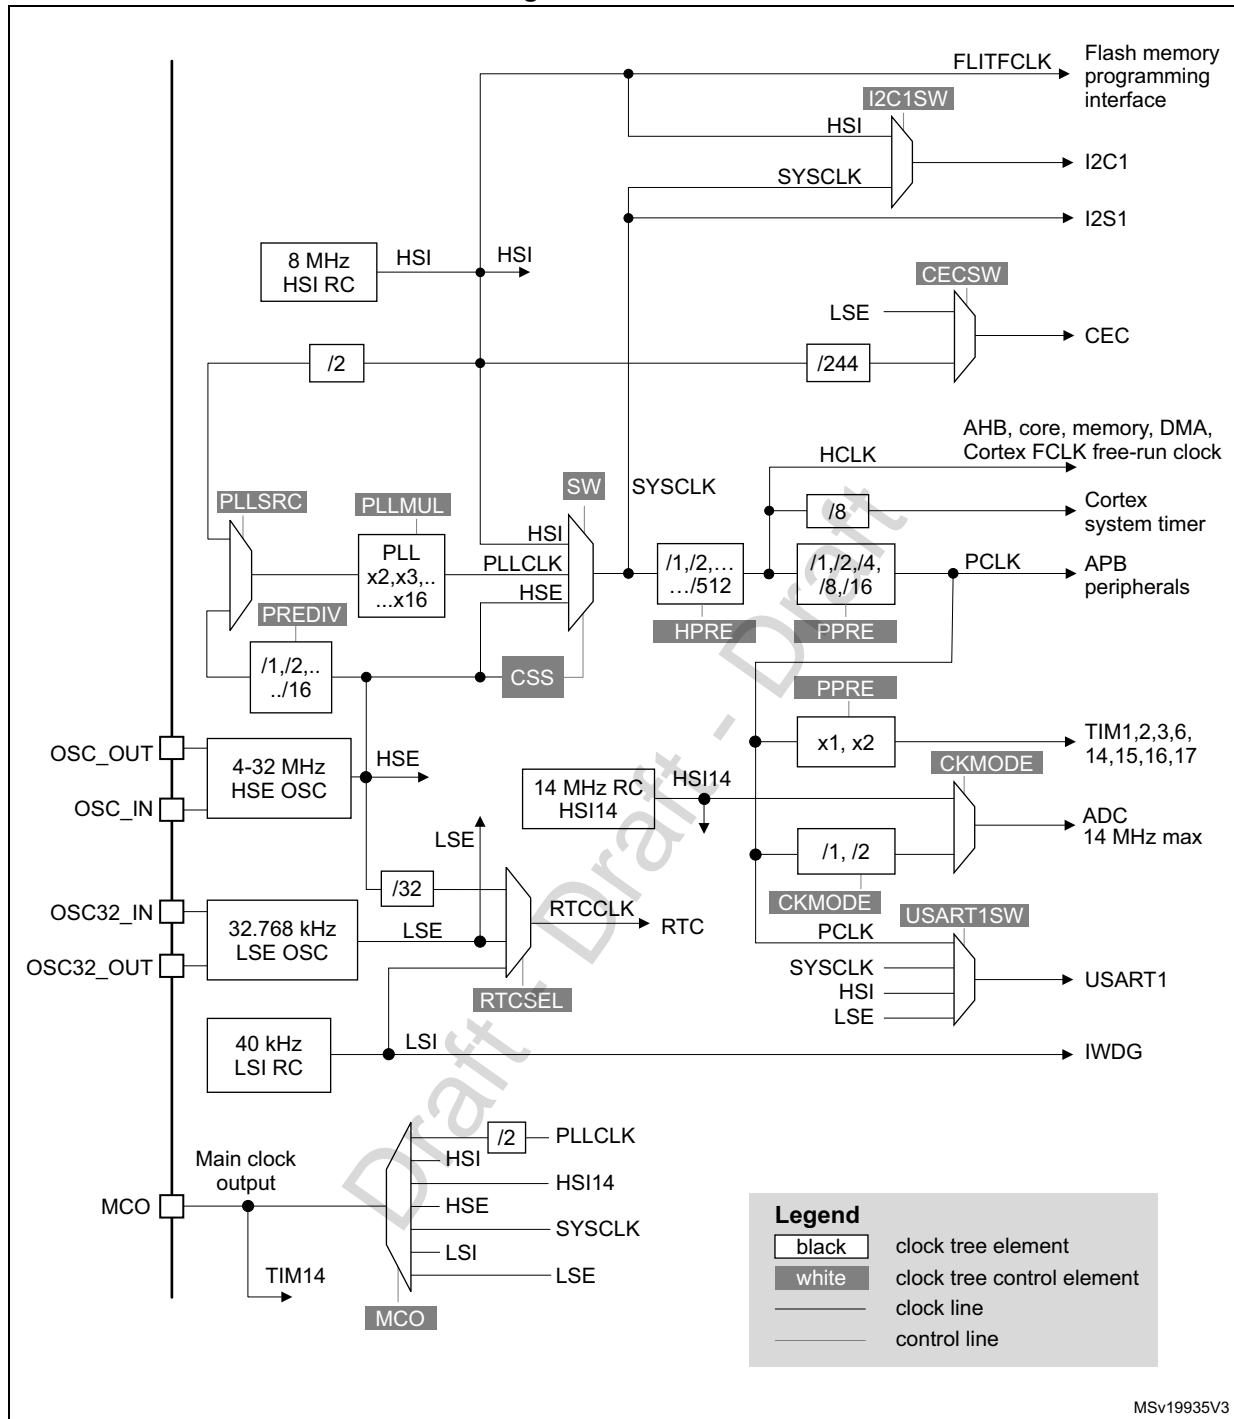 FLITFCLK
Flash memory
programming
interface
I2C1SW
HSI
I2C1
SYSCLK
I2S1
8 MHz
HSI RC
HSI
HSI
CECSW
LSE
CEC
/2
/244
AHB, core, memory, DMA,
Cortex FCLK free-run clock
HCLK
PLLSRC
PLLMUL
SW
SYSCLK
/8
Cortex
system timer
HSI
PLL
x2,x3,..
...x16
PLLCLK
HSE
/1,/2,…
…/512
/1,/2,/4,
/8,/16
PCLK
APB
peripherals
PREDIV
HPRE
PPRE
/1,/2,..
../16
CSS
PPRE
OSC_OUT
OSC_IN
4-32 MHz
HSE OSC
HSE
x1, x2
TIM1,2,3,6,
14,15,16,17
14 MHz RC
HSI14
HSI14
CKMODE
ADC
14 MHz max
LSE
/1, /2
/32
CKMODE
OSC32_IN
OSC32_OUT
32.768 kHz
LSE OSC
LSE
RTCCLK
RTC
USART1SW
PCLK
SYSCLK
HSI
LSE
USART1
RTCSEL
40 kHz
LSI RC
LSI
IWDG
/2
PLLCLK
Main clock
output
HSI
HSI14
MCO
HSE
SYSCLK
LSI
TIM14
LSE
MCO
Legend
black
clock tree element
white
clock tree control element
clock line
control line
Draft - Draft - Draft
MSv19935V3